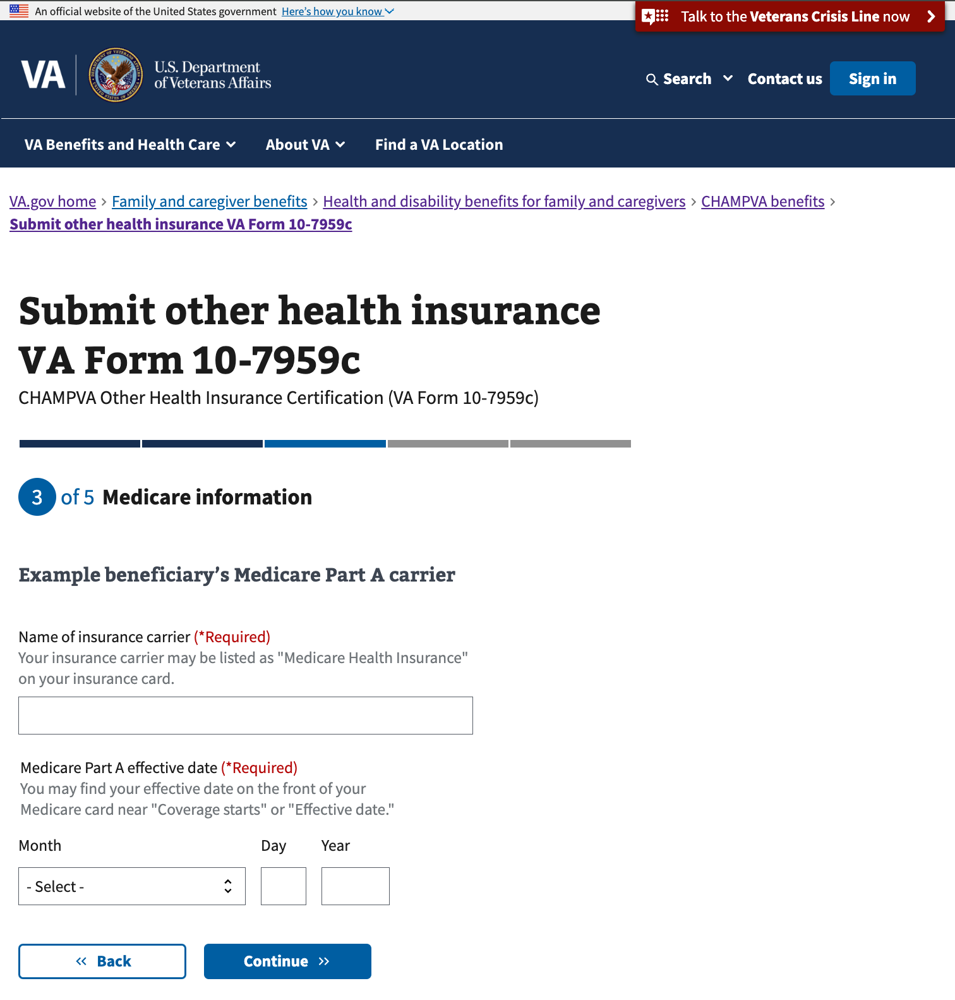 An official website of the United States government Here's how you know
Talk to the Veterans Crisis Line now
VA
U.S. Department
of Veterans Affairs
Search
Contact us
Sign in
VA Benefits and Health Care
About VA
Find a VA Location
VA.gov home › Family and caregiver benefits › Health and disability benefits for family and caregivers › CHAMPVA benefits ›
Submit other health insurance VA Form 10-7959c
Submit other health insurance
VA Form 10-7959c
CHAMPVA Other Health Insurance Certification (VA Form 10-7959c)
3 of 5 Medicare information
Example beneficiary’s Medicare Part A carrier
Name of insurance carrier (*Required)
Your insurance carrier may be listed as "Medicare Health Insurance"
on your insurance card.
Medicare Part A effective date (*Required)
You may find your effective date on the front of your
Medicare card near "Coverage starts" or "Effective date."
Month Day Year
- Select -
« Back
Continue »